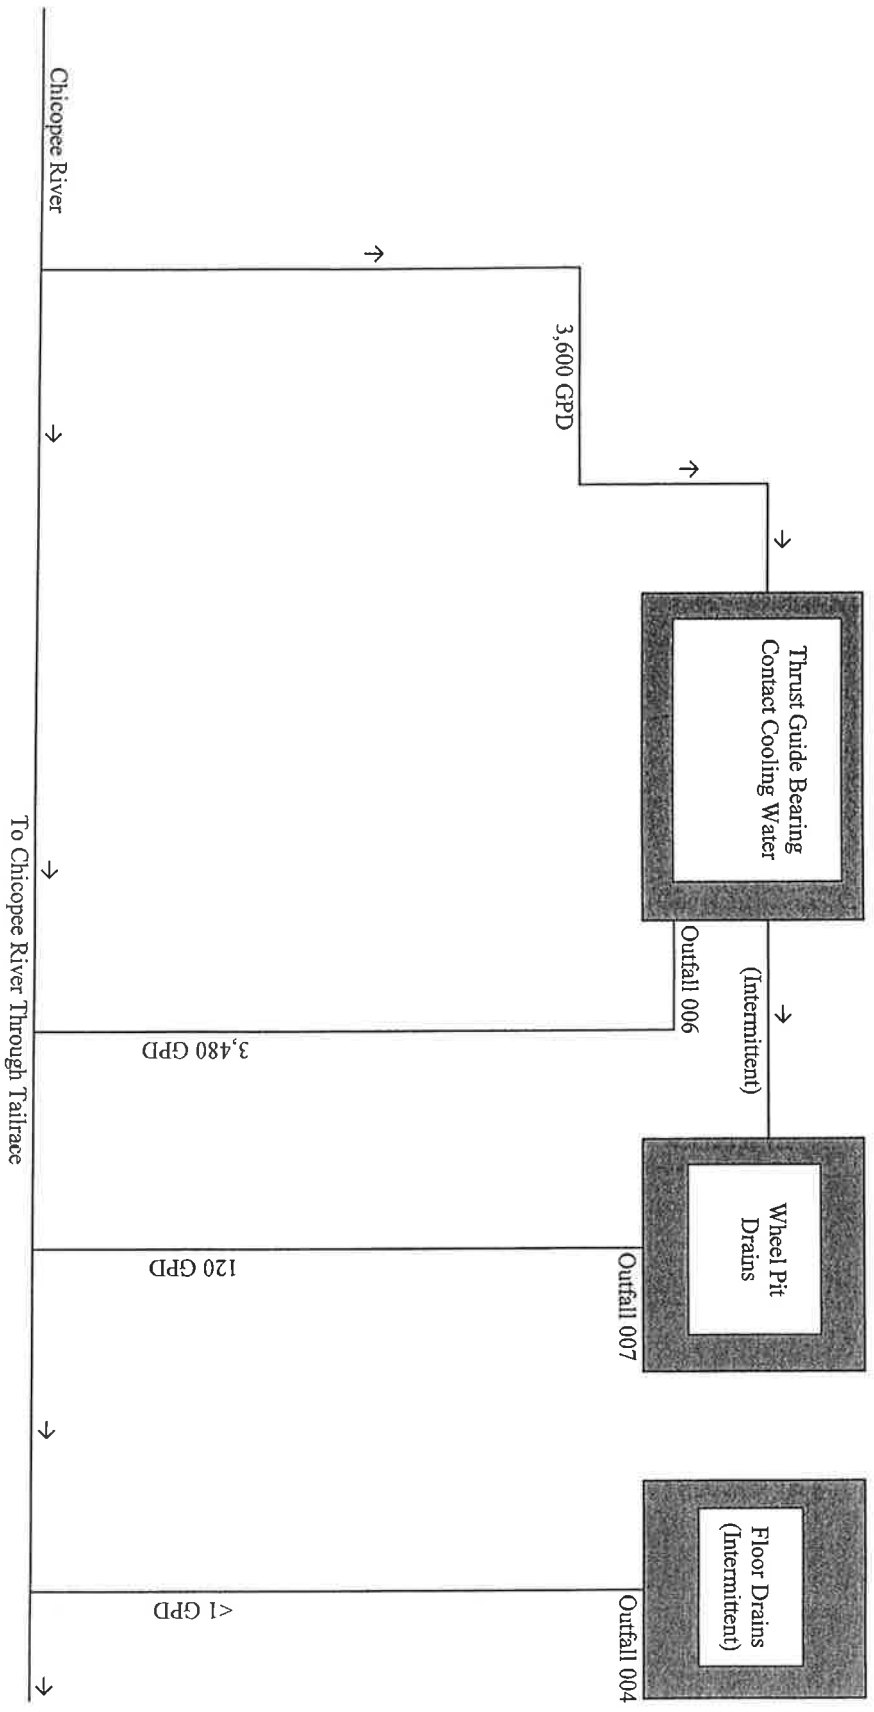 Thrust Guide Bearing
Contact Cooling Water
(Intermittent)
Wheel Pit
Drains
Floor Drains
(Intermittent)
Outfall 006
Outfall 007
Outfall 004
3,600 GPD
3,480 GPD
120 GPD
<1 GPD
Chicopee River
To Chicopee River Through Tailrace